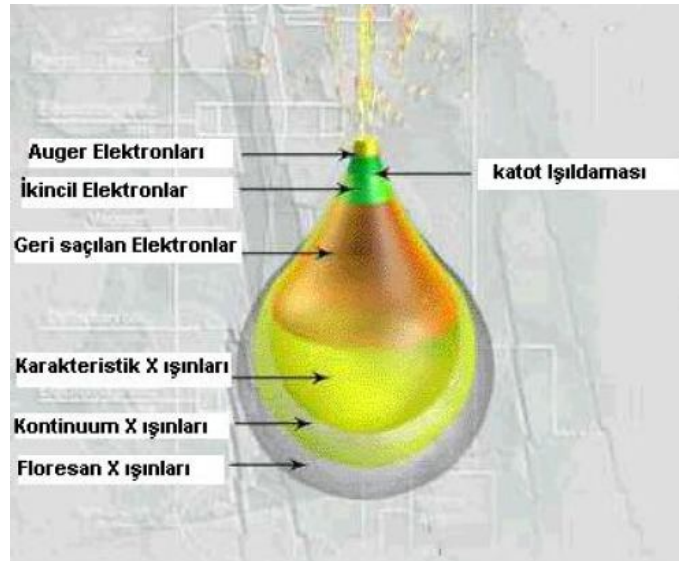 Auger Elektronları
katot Işıldaması
İkincil Elektronlar
Geri saçılan Elektronlar
Karakteristik X ışınları
Kontinuum X ışınları
Floresan X ışınları